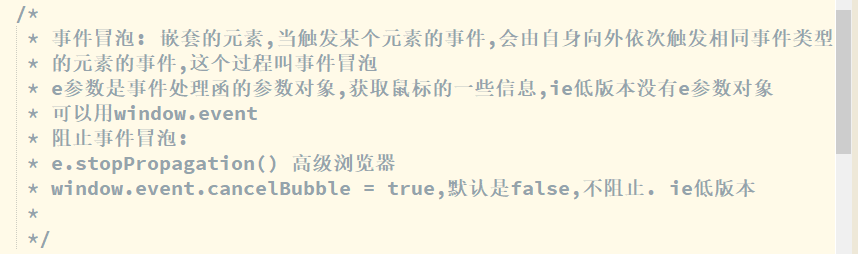 /*
* 事件冒泡: 嵌套的元素,当触发某个元素的事件,会由自身向外依次触发相同事件类型
* 的元素的事件,这个过程叫事件冒泡
* e参数是事件处理函的参数对象,获取鼠标的一些信息,ie低版本没有e参数对象
* 可以用window.event
* 阻止事件冒泡:
* e.stopPropagation() 高级浏览器
* window.event.cancelBubble = true,默认是false,不阻止. ie低版本
*
*/